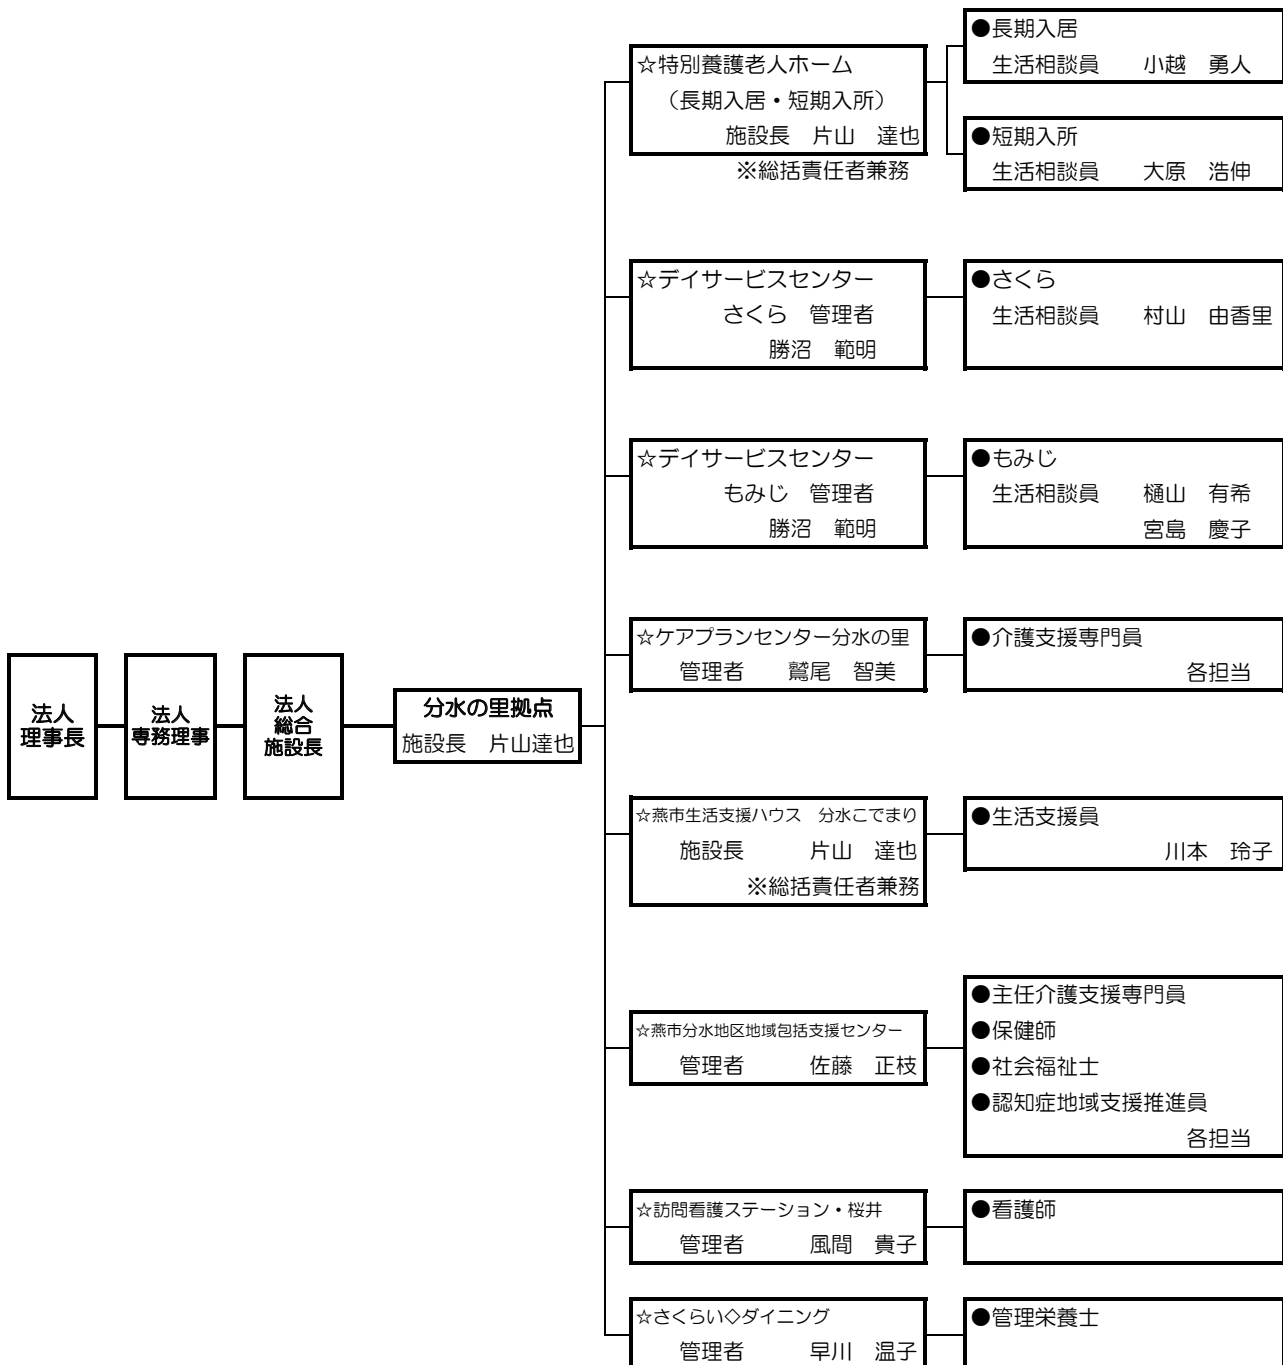 法人
理事長
法人
専務理事
法人
総合
施設長
分水の里拠点
施設長　片山達也
☆特別養護老人ホーム
（長期入居・短期入所）
施設長　片山　達也
※総括責任者兼務
●長期入居
生活相談員　　小越　勇人
●短期入所
生活相談員　　大原　浩伸
☆デイサービスセンター
さくら　管理者
勝沼　範明
●さくら
生活相談員　　村山　由香里
☆デイサービスセンター
もみじ　管理者
勝沼　範明
●もみじ
生活相談員　　樋山　有希
宮島　慶子
☆ケアプランセンター分水の里
管理者　　鷲尾　智美
●介護支援専門員
各担当
☆燕市生活支援ハウス　分水こでまり
施設長　　　片山　達也
※総括責任者兼務
●生活支援員
川本　玲子
☆燕市分水地区地域包括支援センター
管理者　　　佐藤　正枝
●主任介護支援専門員
●保健師
●社会福祉士
●認知症地域支援推進員
各担当
☆訪問看護ステーション・桜井
管理者　　　風間　貴子
●看護師
☆さくらい◇ダイニング
管理者　　　早川　温子
●管理栄養士